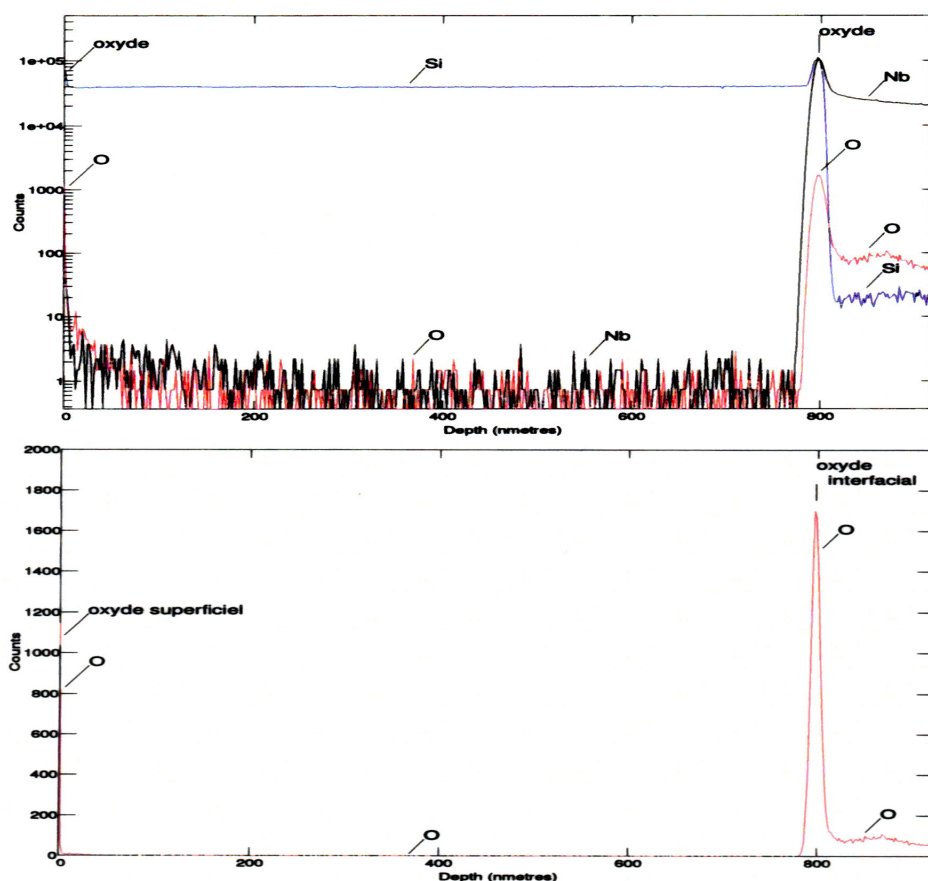 oxyde
oxyde
1e+05
Si
Nb
1e+04
O
O
1000
Counts
100
O
Si
10
O
Nb
1
0
200
400
600
800
Depth (nmetres)
2000
oxyde
interfacial
1800
1600
O
1400
1200
oxyde superficiel
1000
Counts
O
800
600
400
200
O
O
0
0
200
400
600
800
Depth (nmetres)